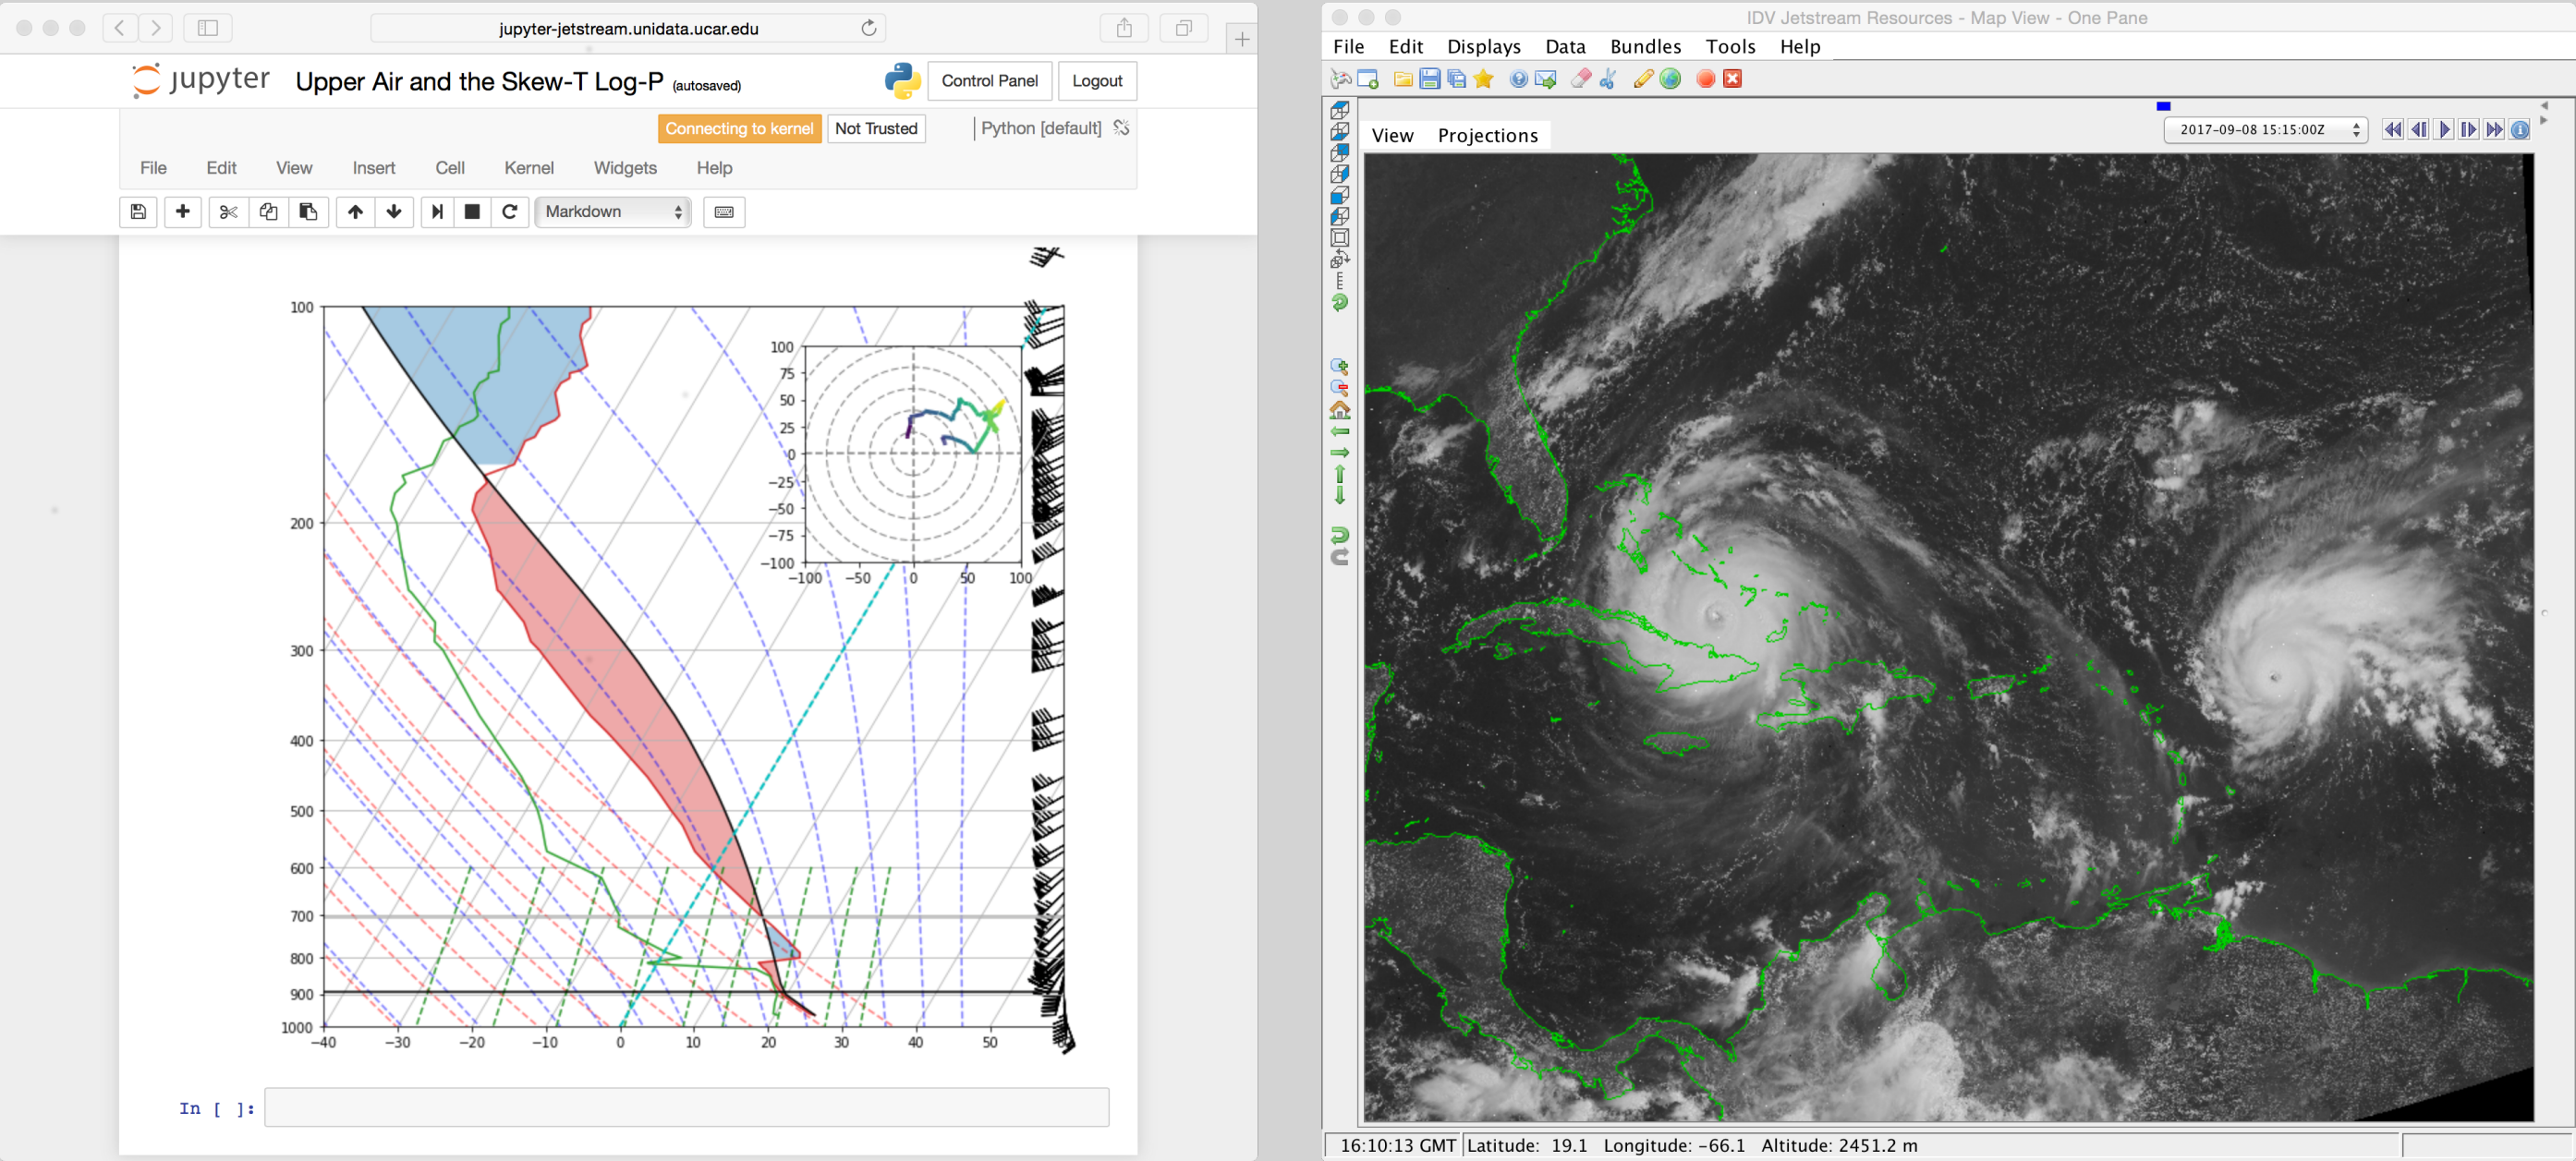 jupyter-jetstream.unidata.ucar.edu
jupyter Upper Air and the Skew-T Log-P (autosaved) Control Panel Logout
Connecting to kernel Not Trusted Python [default]
File Edit View Insert Cell Kernel Widgets Help
Markdown
100
200
300
400
500
600
700
800
900
1000
−40 −30 −20 −10 0 10 20 30 40 50
100
75
50
25
0
−25
−50
−75
−100
−100 −50 0 50 100
In [ ]:
IDV Jetstream Resources - Map View - One Pane
File Edit Displays Data Bundles Tools Help
View Projections 2017-09-08 15:15:00Z
16:10:13 GMT Latitude: 19.1 Longitude: -66.1 Altitude: 2451.2 m